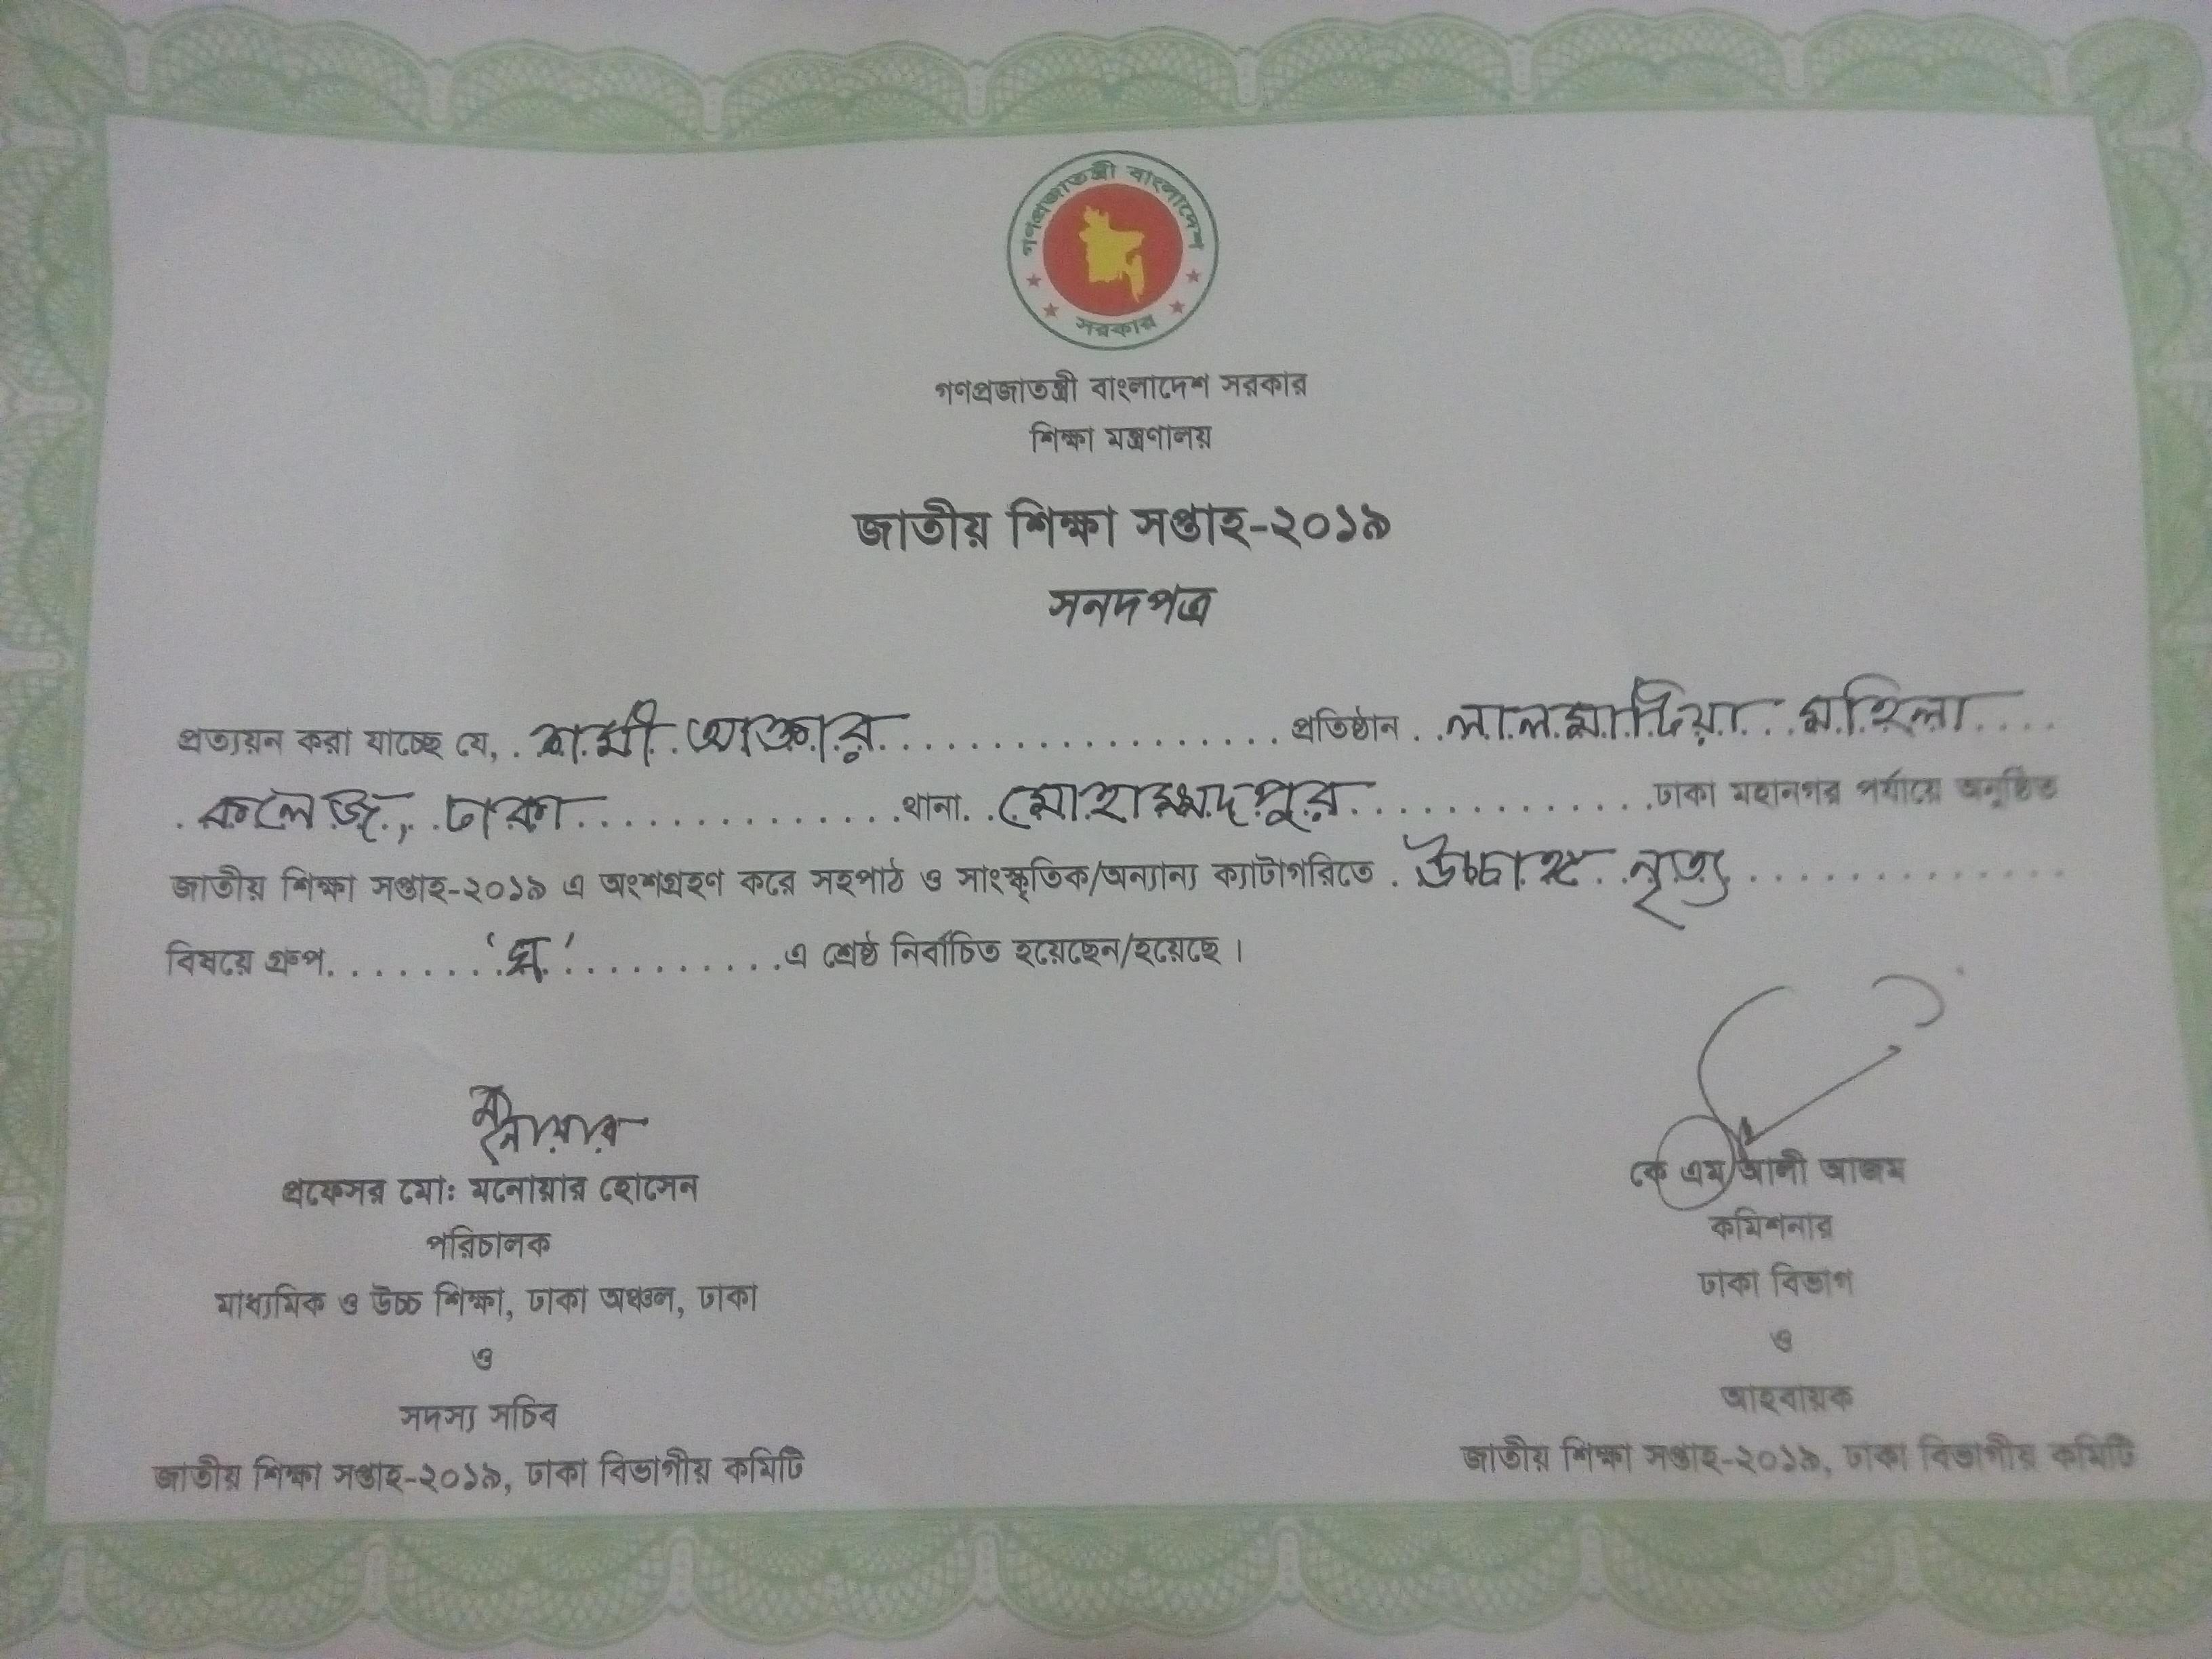 গণপ্রজাতন্ত্রী বাংলাদেশ
সরকার
গণপ্রজাতন্ত্রী বাংলাদেশ সরকার
শিক্ষা মন্ত্রণালয়
জাতীয় শিক্ষা সপ্তাহ-২০১৯
সনদপত্র
প্রত্যয়ন করা যাচ্ছে যে, শামী আক্তার প্রতিষ্ঠান লালমাটিয়া মহিলা
কলেজ, ঢাকা থানা মোহাম্মদপুর ঢাকা মহানগর পর্যায়ে অনুষ্ঠিত
জাতীয় শিক্ষা সপ্তাহ-২০১৯ এ অংশগ্রহণ করে সহপাঠ ও সাংস্কৃতিক/অন্যান্য ক্যাটাগরিতে উচ্চাঙ্গ নৃত্য
বিষয়ে গ্রুপ 'ঘ' এ শ্রেষ্ঠ নির্বাচিত হয়েছেন/হয়েছে।
প্রফেসর মো: মনোয়ার হোসেন
পরিচালক
মাধ্যমিক ও উচ্চ শিক্ষা, ঢাকা অঞ্চল, ঢাকা
ও
সদস্য সচিব
জাতীয় শিক্ষা সপ্তাহ-২০১৯, ঢাকা বিভাগীয় কমিটি
কে এম আলী আজম
কমিশনার
ঢাকা বিভাগ
ও
আহবায়ক
জাতীয় শিক্ষা সপ্তাহ-২০১৯, ঢাকা বিভাগীয় কমিটি